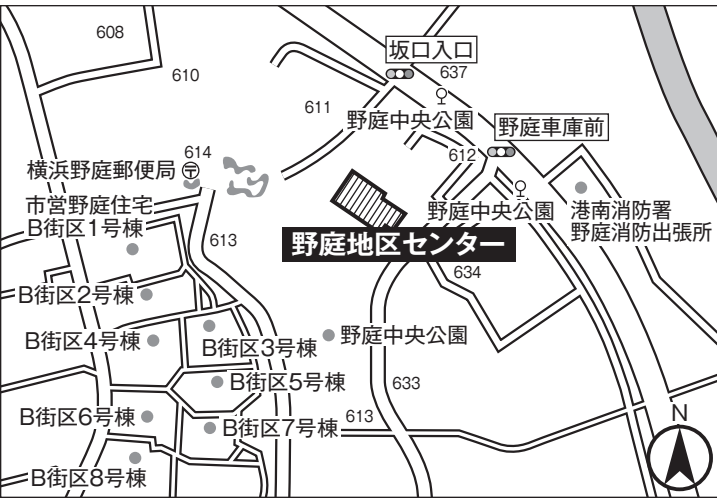 608
坂口入口
610
637
611
野庭中央公園
野庭車庫前
614
612
横浜野庭郵便局
市営野庭住宅
B街区1号棟
613
野庭中央公園
港南消防署
野庭消防出張所
野庭地区センター
634
B街区2号棟
B街区4号棟
B街区3号棟
野庭中央公園
B街区5号棟
633
B街区6号棟
613
B街区7号棟
N
B街区8号棟